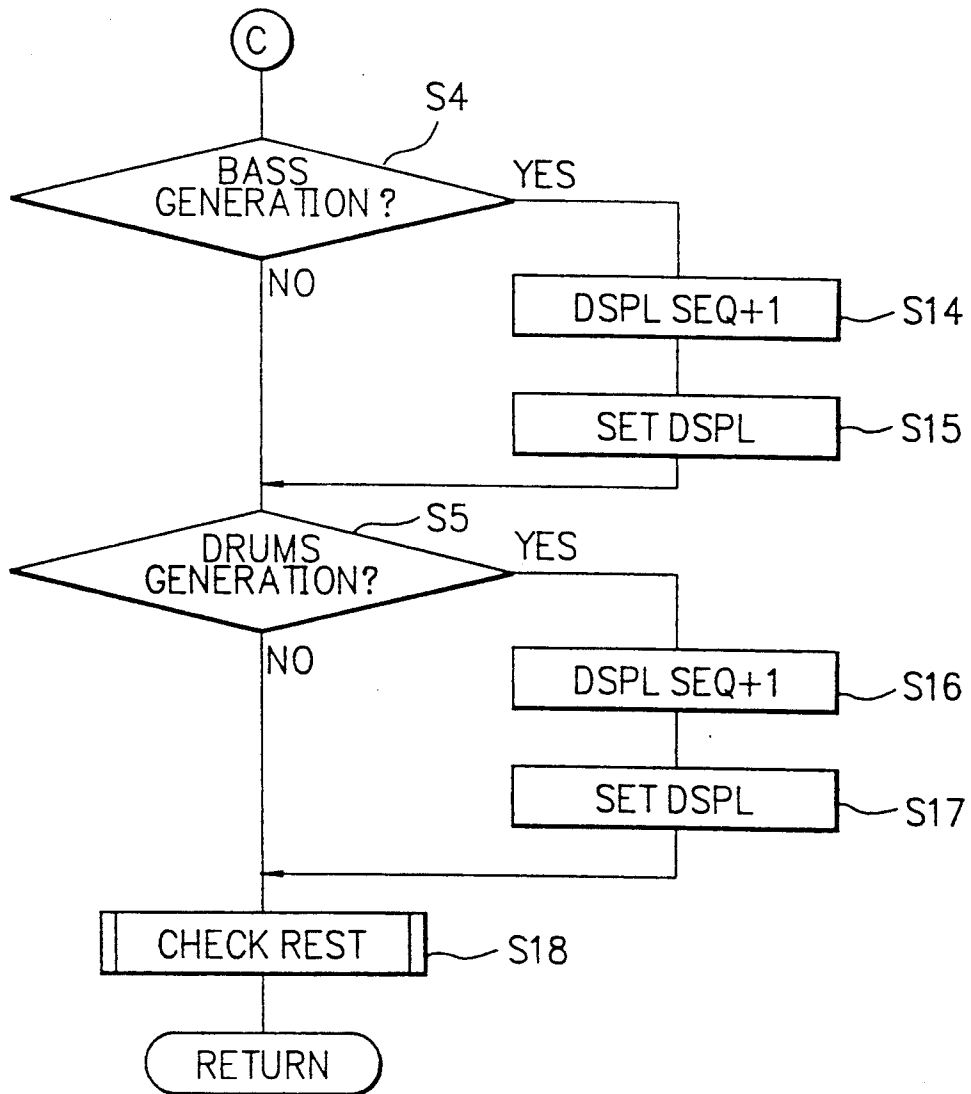 C
S4
BASS
GENERATION?
YES
NO
DSPL SEQ+1
S14
SET DSPL
S15
S5
DRUMS
GENERATION?
YES
NO
DSPL SEQ+1
S16
SET DSPL
S17
CHECK REST
S18
RETURN